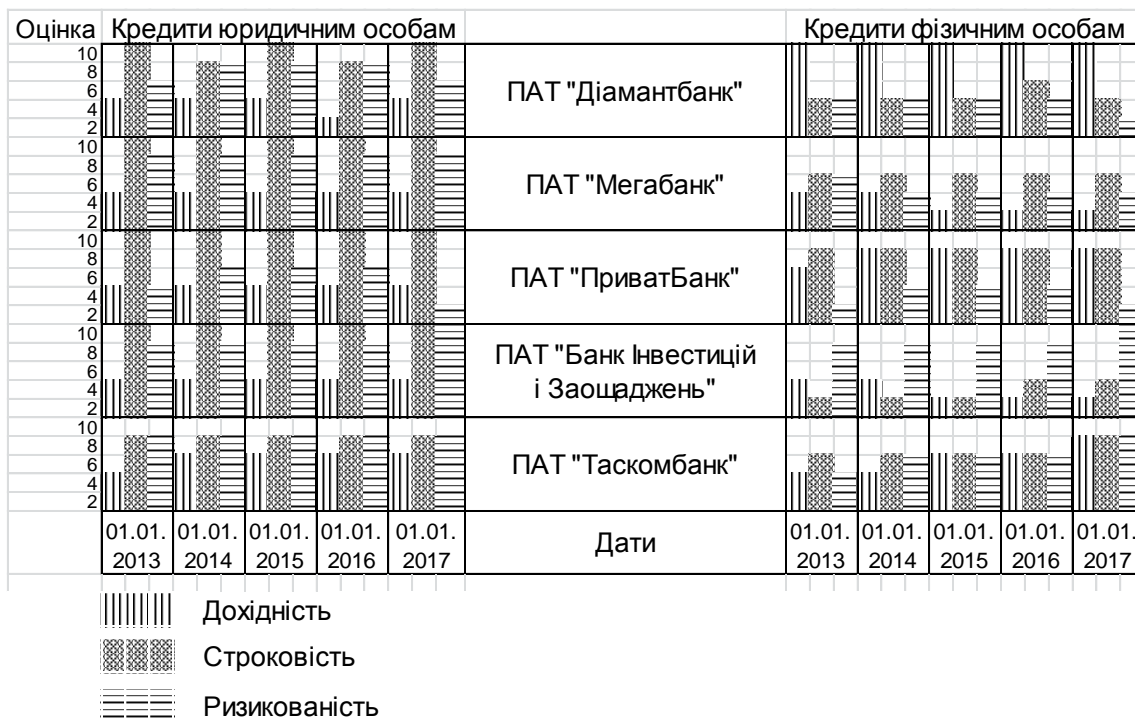 Оцінка Кредити юридичним особам Кредити фізичним особам
10
8
6
4
2
ПАТ "Діамантбанк"
10
8
6
4
2
ПАТ "Мегабанк"
10
8
6
4
2
ПАТ "ПриватБанк"
10
8
6
4
2
ПАТ "Банк Інвестицій
і Заощаджень"
10
8
6
4
2
ПАТ "Таскомбанк"
01.01. 01.01. 01.01. 01.01. 01.01. Дати 01.01. 01.01. 01.01. 01.01. 01.01.
2013 2014 2015 2016 2017 2013 2014 2015 2016 2017
Дохідність
Строковість
Ризикованість